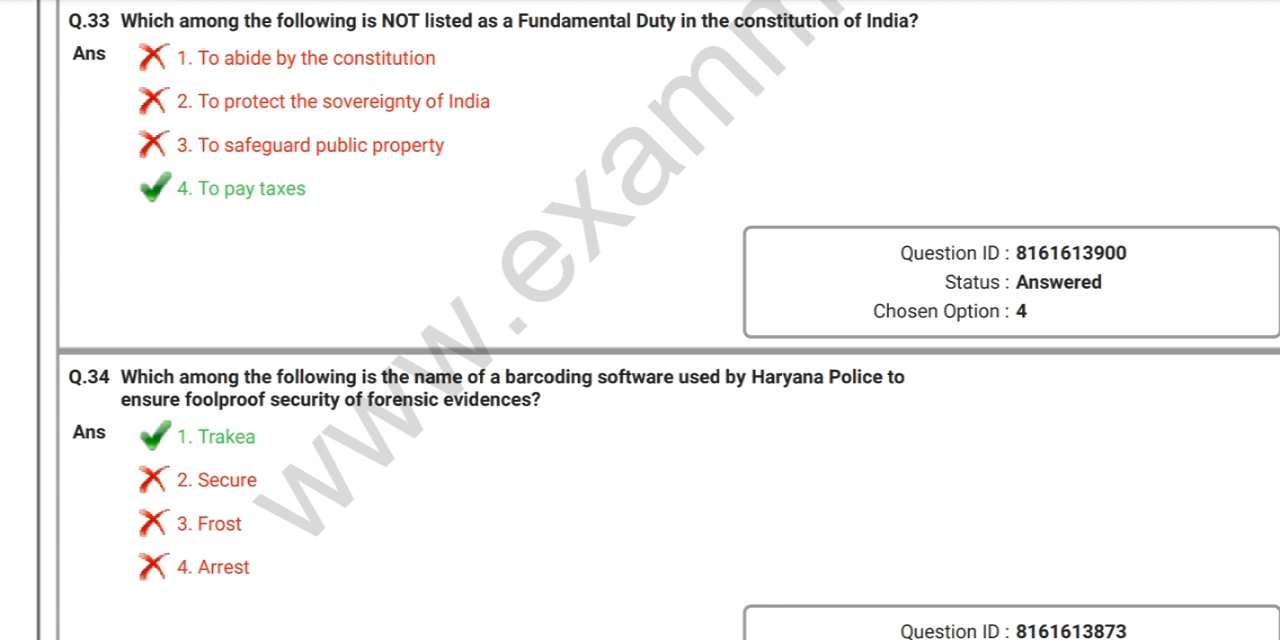 Q.33 Which among the following is NOT listed as a Fundamental Duty in the constitution of India?
Ans 1. To abide by the constitution
2. To protect the sovereignty of India
3. To safeguard public property
4. To pay taxes
Question ID : 8161613900
Status : Answered
Chosen Option : 4
Q.34 Which among the following is the name of a barcoding software used by Haryana Police to
ensure foolproof security of forensic evidences?
Ans 1. Trakea
2. Secure
3. Frost
4. Arrest
Question ID : 8161613873
www.examm